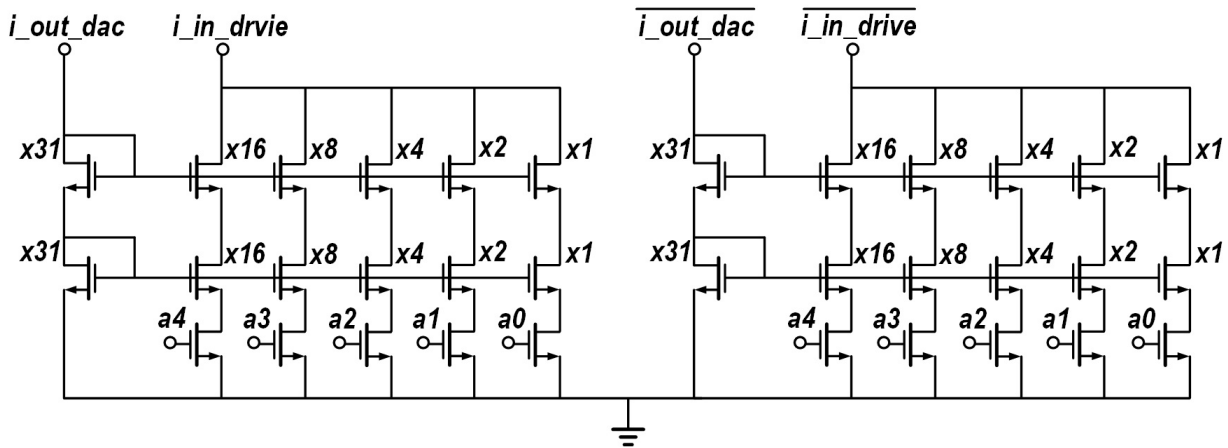 i_out_dac i_in_drvie i_out_dac i_in_drive
x31 x16 x8 x4 x2 x1 x31 x16 x8 x4 x2 x1
x31 x16 x8 x4 x2 x1 x31 x16 x8 x4 x2 x1
a4 a3 a2 a1 a0 a4 a3 a2 a1 a0